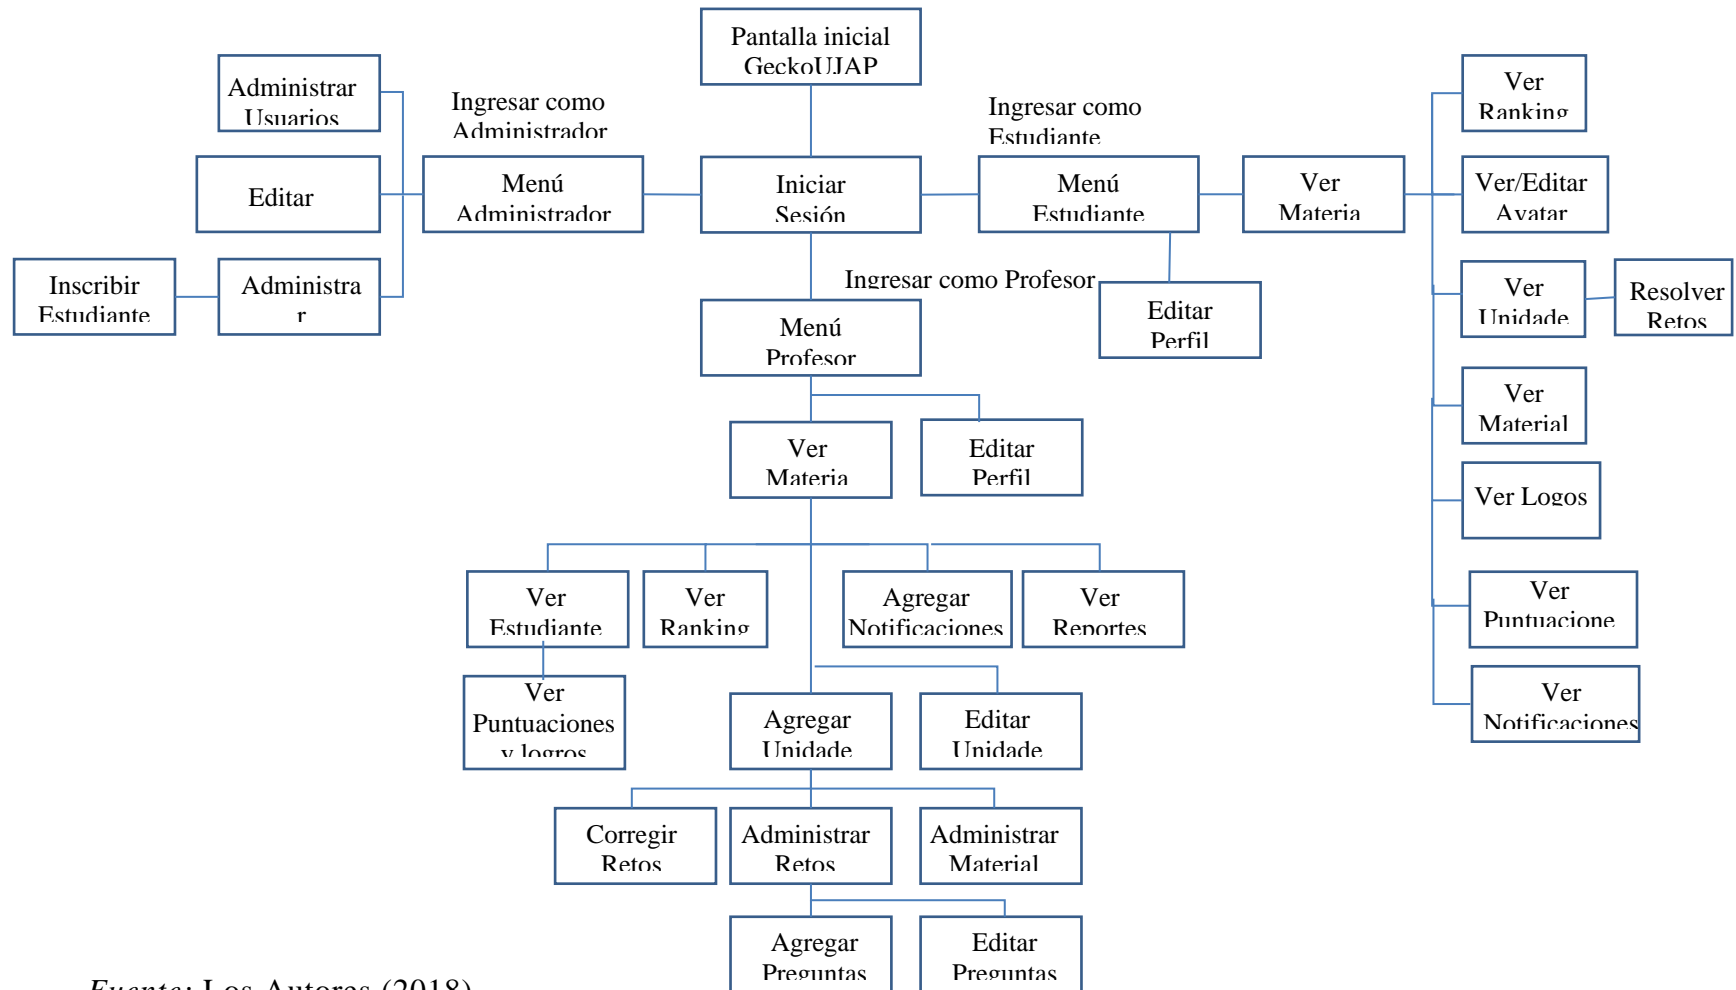 Pantalla inicial
GeckoUJAP
Administrar
Usuarios
Ingresar como
Administrador
Ingresar como
Estudiante
Ver
Ranking
Editar
Menú
Administrador
Iniciar
Sesión
Menú
Estudiante
Ver
Materia
Ver/Editar
Avatar
Inscribir
Estudiante
Administra
r
Ingresar como Profesor
Menú
Profesor
Editar
Perfil
Ver
Unidade
Resolver
Retos
Ver
Material
Ver
Materia
Editar
Perfil
Ver Logos
Ver
Estudiante
Ver
Ranking
Agregar
Notificaciones
Ver
Reportes
Ver
Puntuacione
Ver
Puntuaciones
y logros
Agregar
Unidade
Editar
Unidade
Ver
Notificaciones
Corregir
Retos
Administrar
Retos
Administrar
Material
Agregar
Preguntas
Editar
Preguntas
Fuente: Los Autores (2018)